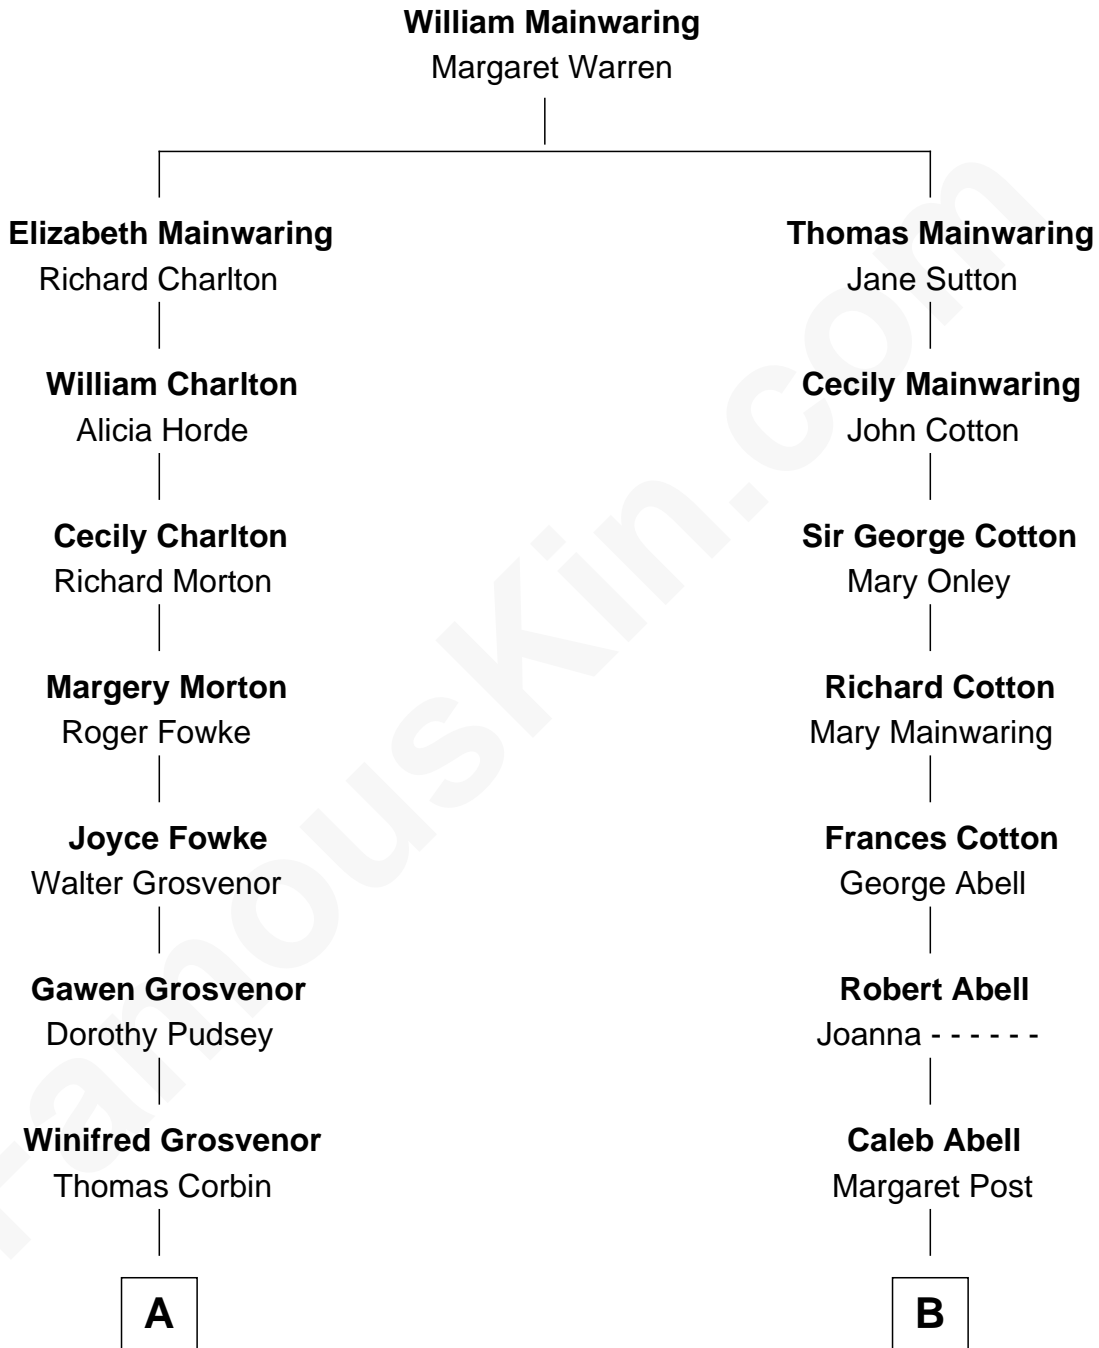 William Mainwaring
Margaret Warren
Elizabeth Mainwaring
Richard Charlton
Thomas Mainwaring
Jane Sutton
William Charlton
Alicia Horde
Cecily Mainwaring
John Cotton
Cecily Charlton
Richard Morton
Sir George Cotton
Mary Onley
Margery Morton
Roger Fowke
Richard Cotton
Mary Mainwaring
Joyce Fowke
Walter Grosvenor
Frances Cotton
George Abell
Gawen Grosvenor
Dorothy Pudsey
Robert Abell
Joanna - - - - - -
Winifred Grosvenor
Thomas Corbin
Caleb Abell
Margaret Post
A
B
FamousKin.com